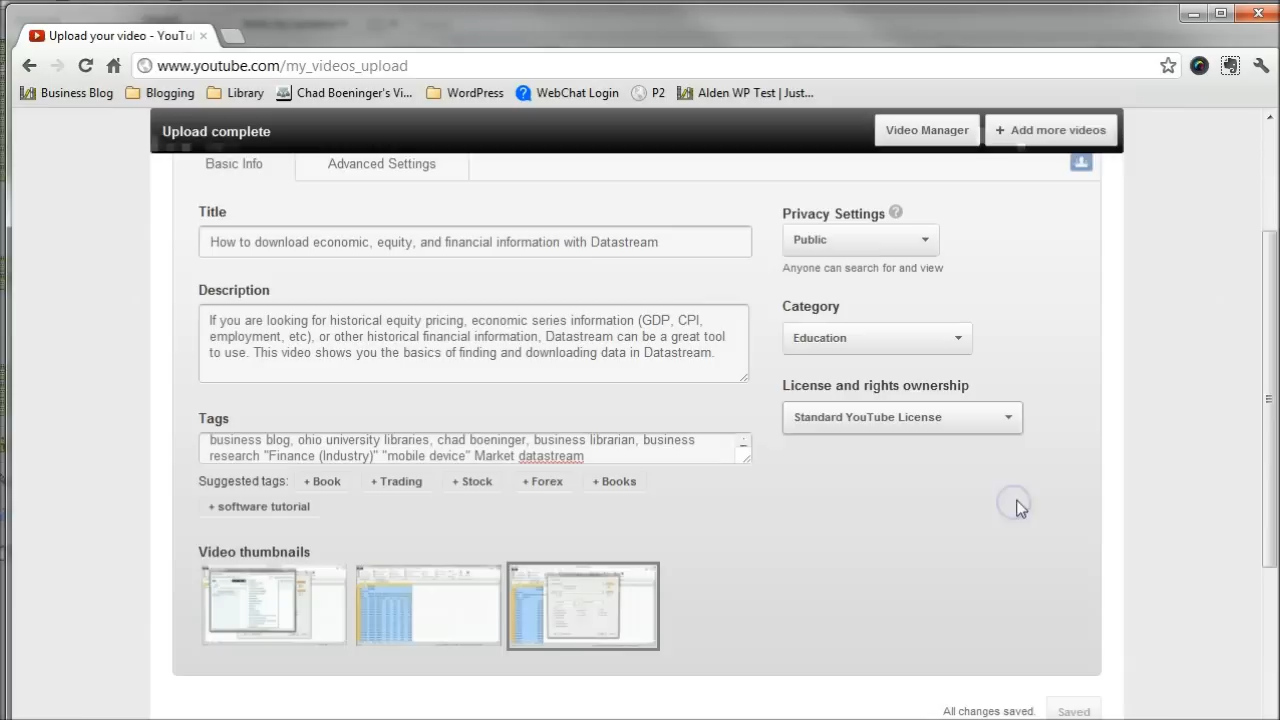 Upload your video - YouTu
www.youtube.com/my_videos_upload
Business Blog Blogging Library Chad Boeninger's Vi... WordPress WebChat Login P2 Alden WP Test | Just...
Upload complete
Video Manager
+ Add more videos
Basic Info
Advanced Settings
Title
How to download economic, equity, and financial information with Datastream
Description
If you are looking for historical equity pricing, economic series information (GDP, CPI,
employment, etc), or other historical financial information, Datastream can be a great tool
to use. This video shows you the basics of finding and downloading data in Datastream.
Tags
business blog, ohio university libraries, chad boeninger, business librarian, business
research "Finance (Industry)" "mobile device" Market datastream
Suggested tags: + Book + Trading + Stock + Forex + Books
+ software tutorial
Video thumbnails
Privacy Settings ?
Public
Anyone can search for and view
Category
Education
License and rights ownership
Standard YouTube License
All changes saved.
Saved